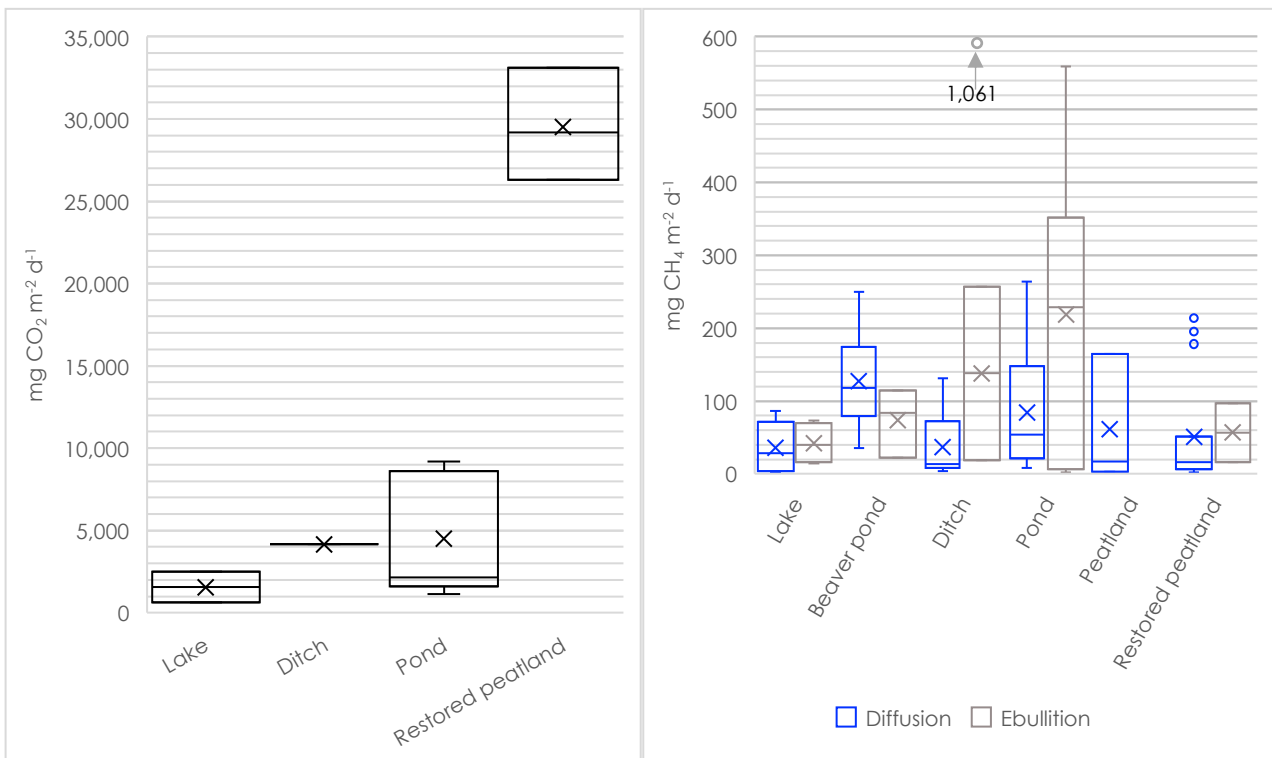 35,000
30,000
25,000
20,000
15,000
10,000
5,000
0
mg CO₂ m⁻² d⁻¹
Lake
Ditch
Pond
Restored peatland
600
500
400
300
200
100
0
mg CH₄ m⁻² d⁻¹
1,061
Lake
Beaver pond
Ditch
Pond
Peatland
Restored peatland
Diffusion
Ebullition